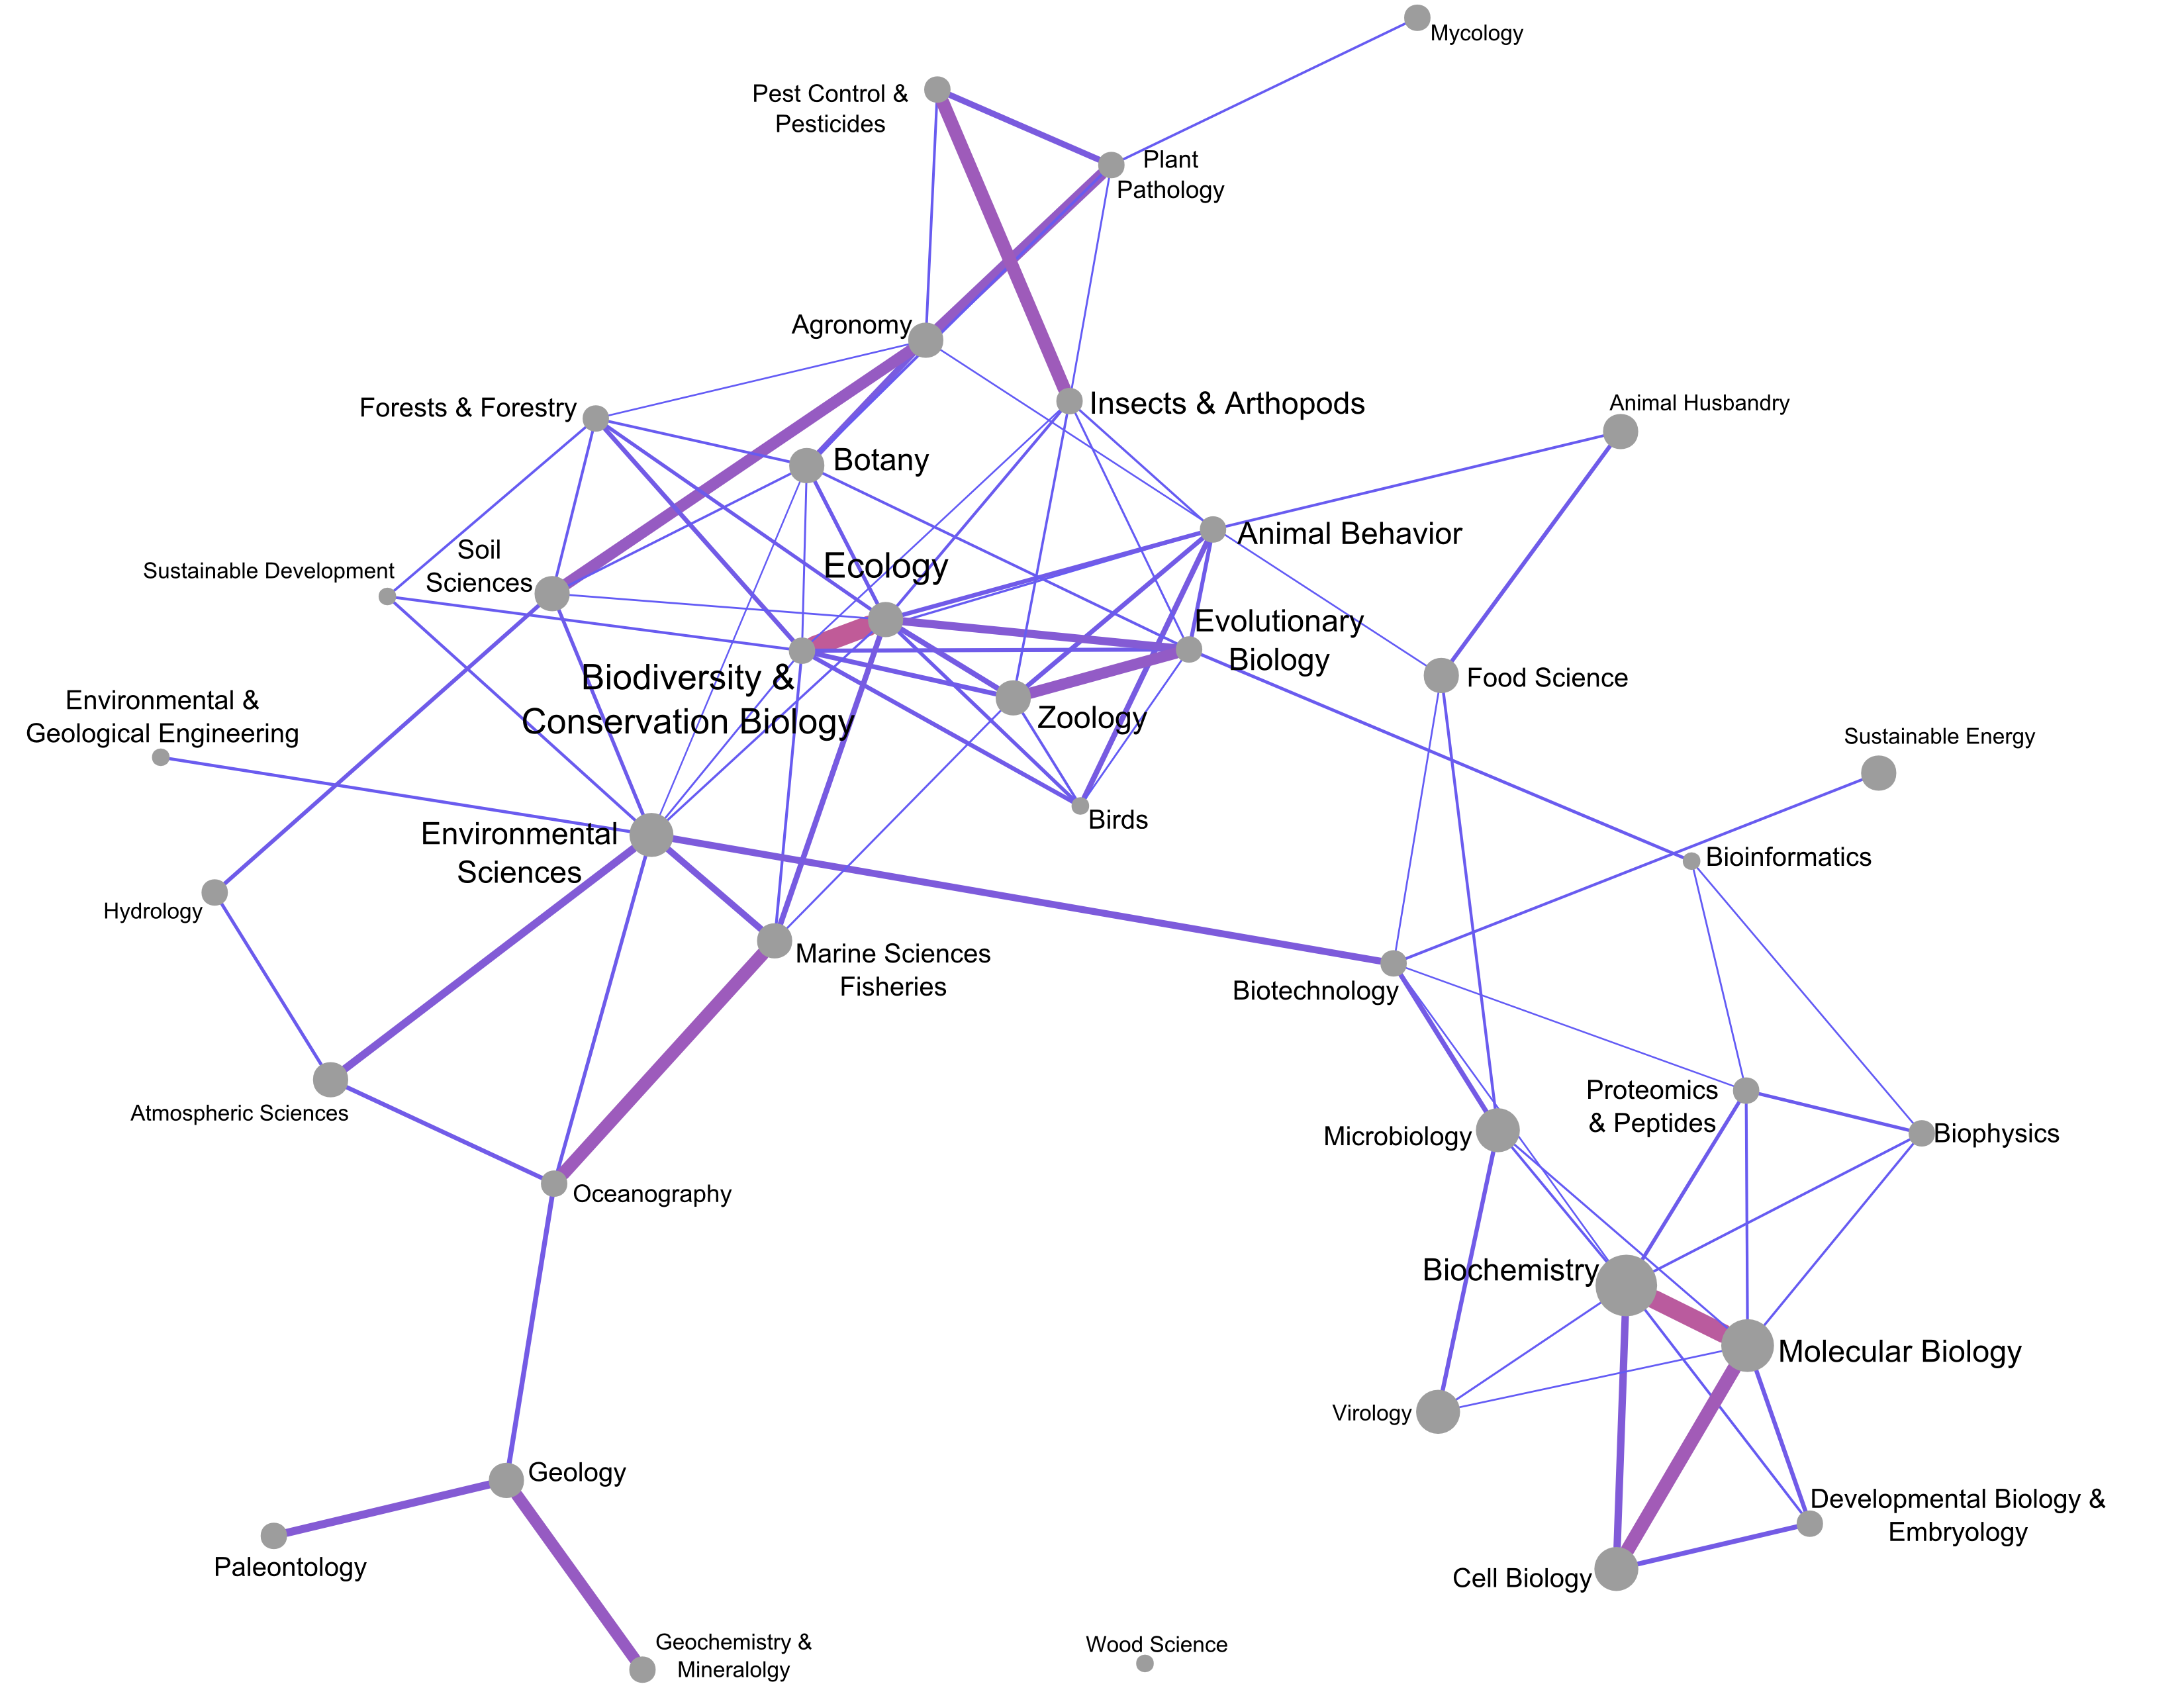 Mycology
Pest Control &
Pesticides
Plant
Pathology
Agronomy
Insects & Arthopods
Forests & Forestry
Animal Husbandry
Botany
Animal Behavior
Soil
Sciences
Ecology
Sustainable Development
Evolutionary
Biology
Biodiversity &
Conservation Biology
Food Science
Environmental &
Geological Engineering
Zoology
Sustainable Energy
Birds
Environmental
Sciences
Bioinformatics
Hydrology
Marine Sciences
Fisheries
Biotechnology
Proteomics
& Peptides
Atmospheric Sciences
Microbiology
Biophysics
Oceanography
Biochemistry
Molecular Biology
Virology
Geology
Developmental Biology &
Embryology
Paleontology
Cell Biology
Geochemistry &
Mineralolgy
Wood Science